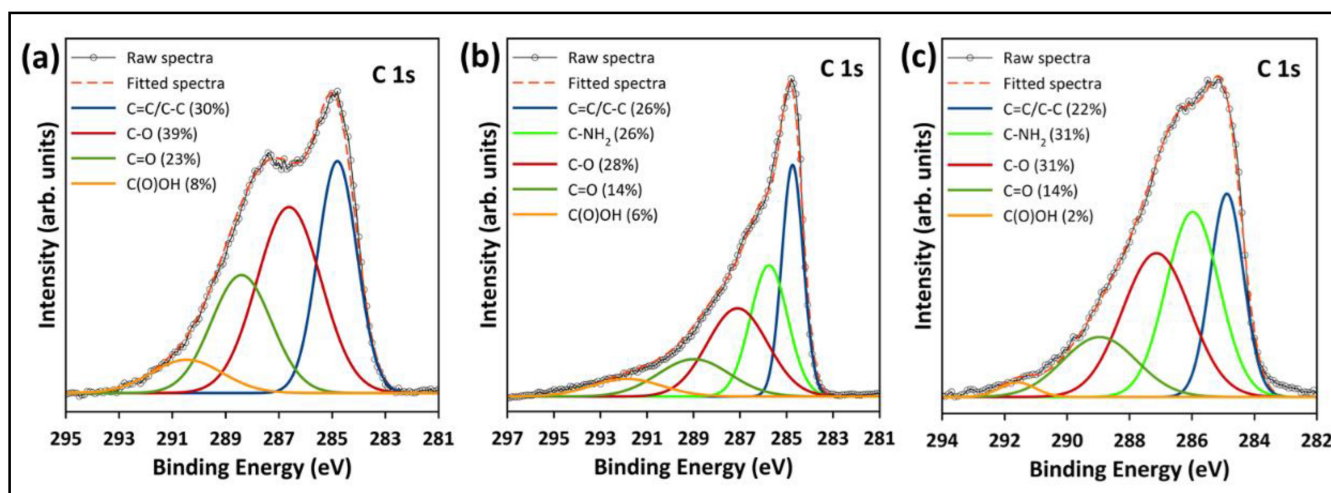 (a)
Raw spectra
Fitted spectra
C=C/C-C (30%)
C-O (39%)
C=O (23%)
C(O)OH (8%)
C 1s
Intensity (arb. units)
295 293 291 289 287 285 283 281
Binding Energy (eV)
(b)
Raw spectra
Fitted spectra
C=C/C-C (26%)
C-NH₂ (26%)
C-O (28%)
C=O (14%)
C(O)OH (6%)
C 1s
Intensity (arb. units)
297 295 293 291 289 287 285 283 281
Binding Energy (eV)
(c)
Raw spectra
Fitted spectra
C=C/C-C (22%)
C-NH₂ (31%)
C-O (31%)
C=O (14%)
C(O)OH (2%)
C 1s
Intensity (arb. units)
294 292 290 288 286 284 282
Binding Energy (eV)